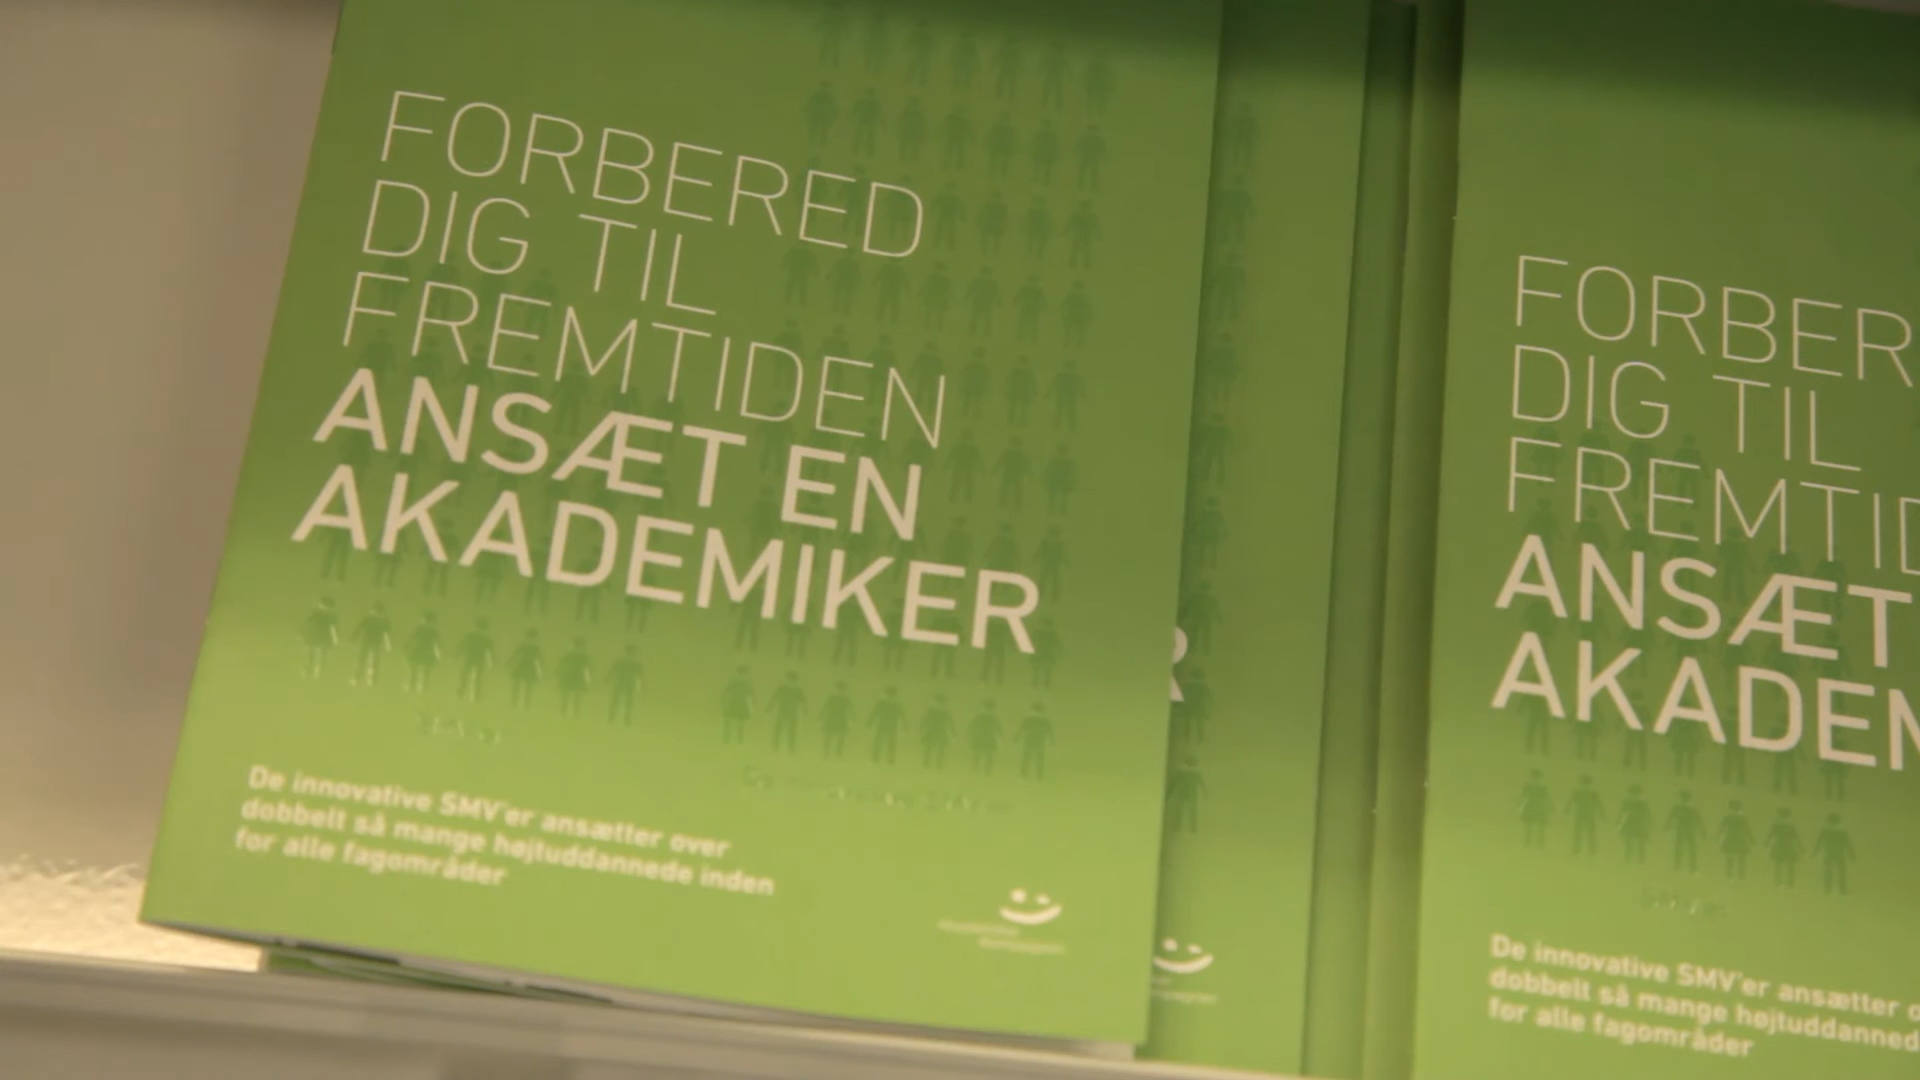 FORBERED
DIG TIL
FREMTIDEN
ANSÆT EN
AKADEMIKER
De innovative SMV'er ansætter over
dobbelt så mange højtuddannede inden
for alle fagområder
R
FORBER
DIG TIL
FREMTID
ANSÆT
AKADEM
De innovative SMV'er ansætter o
dobbelt så mange højtuddanned
for alle fagområder